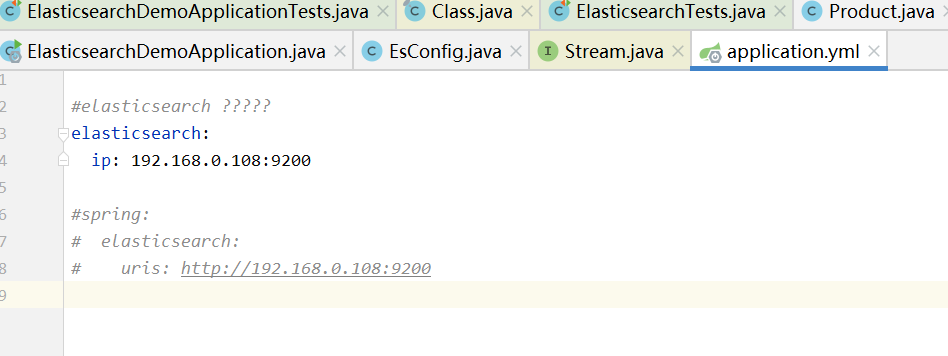 ElasticsearchDemoApplicationTests.java Class.java ElasticsearchTests.java Product.java
ElasticsearchDemoApplication.java EsConfig.java Stream.java application.yml
1
2 #elasticsearch ?????
3 elasticsearch:
4 ip: 192.168.0.108:9200
5
6 #spring:
7 # elasticsearch:
8 # uris: http://192.168.0.108:9200
9